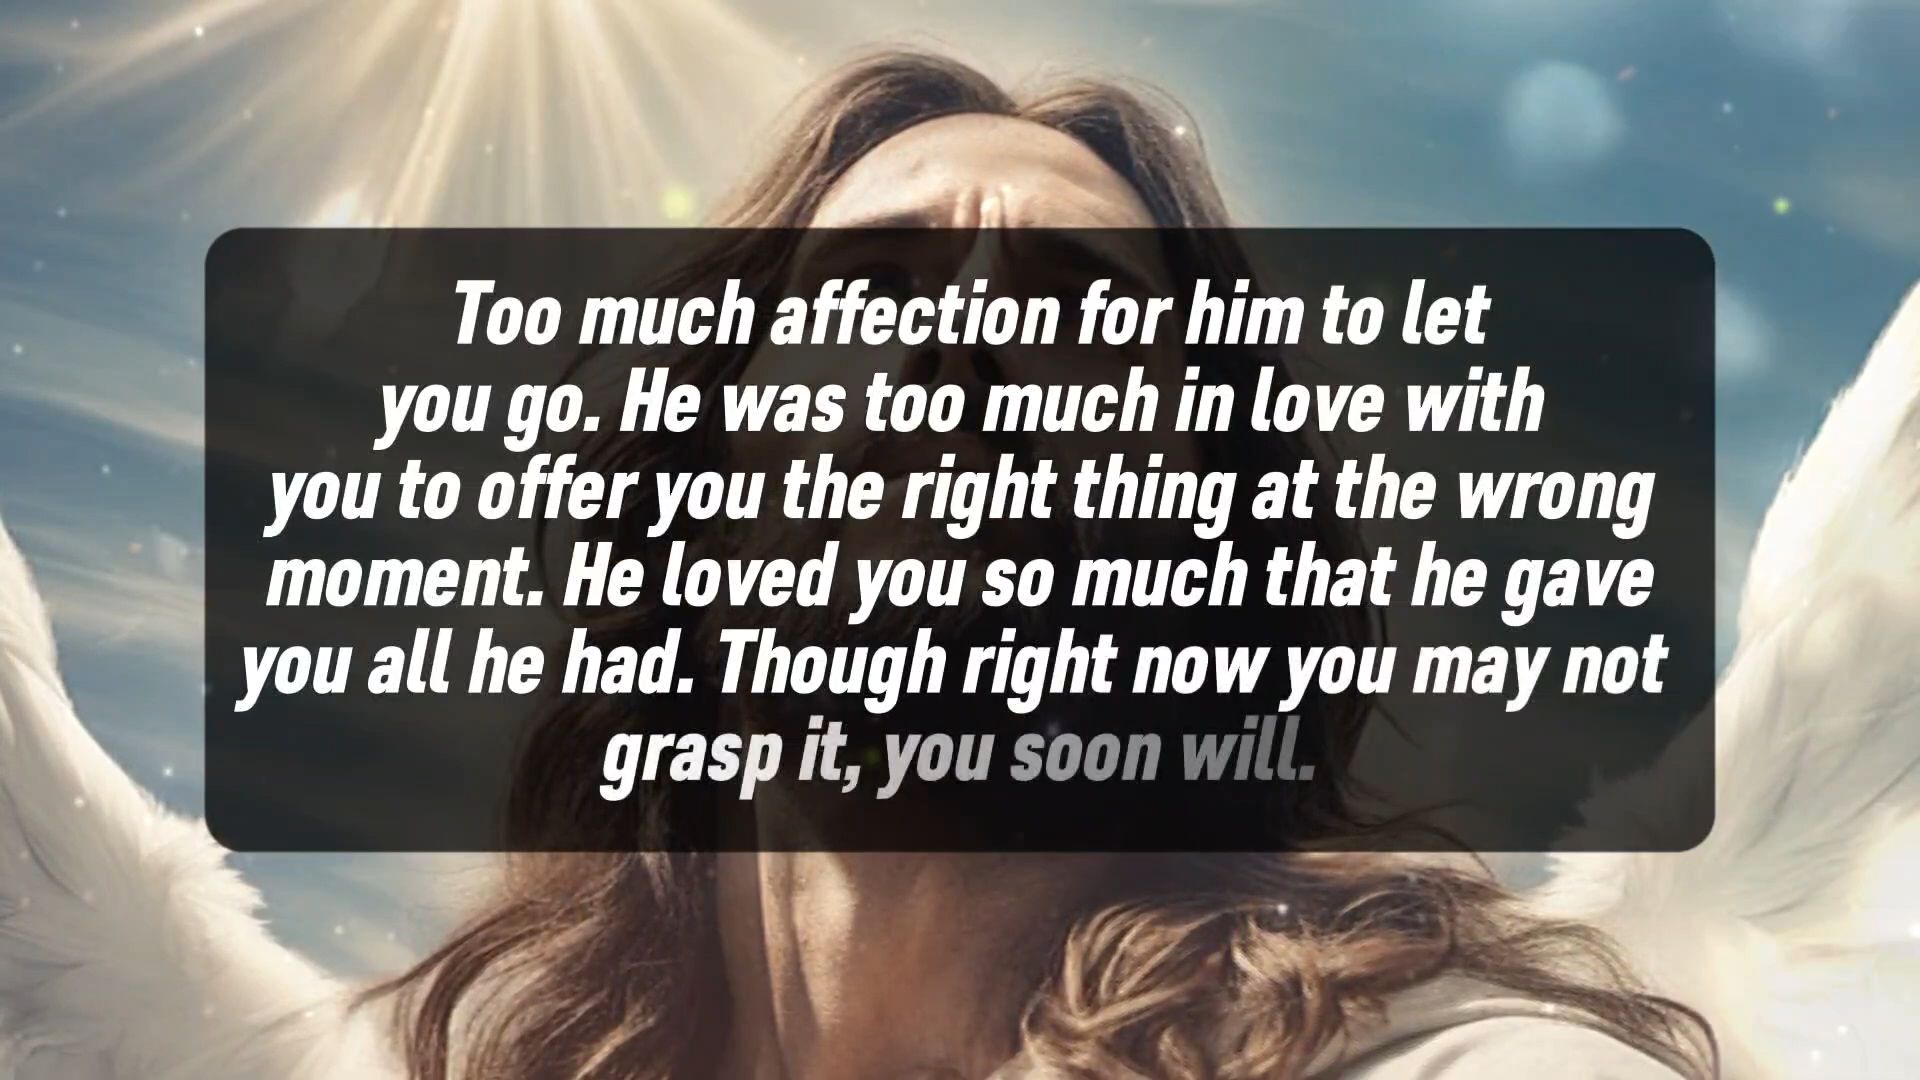 Too much affection for him to let
you go. He was too much in love with
you to offer you the right thing at the wrong
moment. He loved you so much that he gave
you all he had. Though right now you may not
grasp it, you soon will.